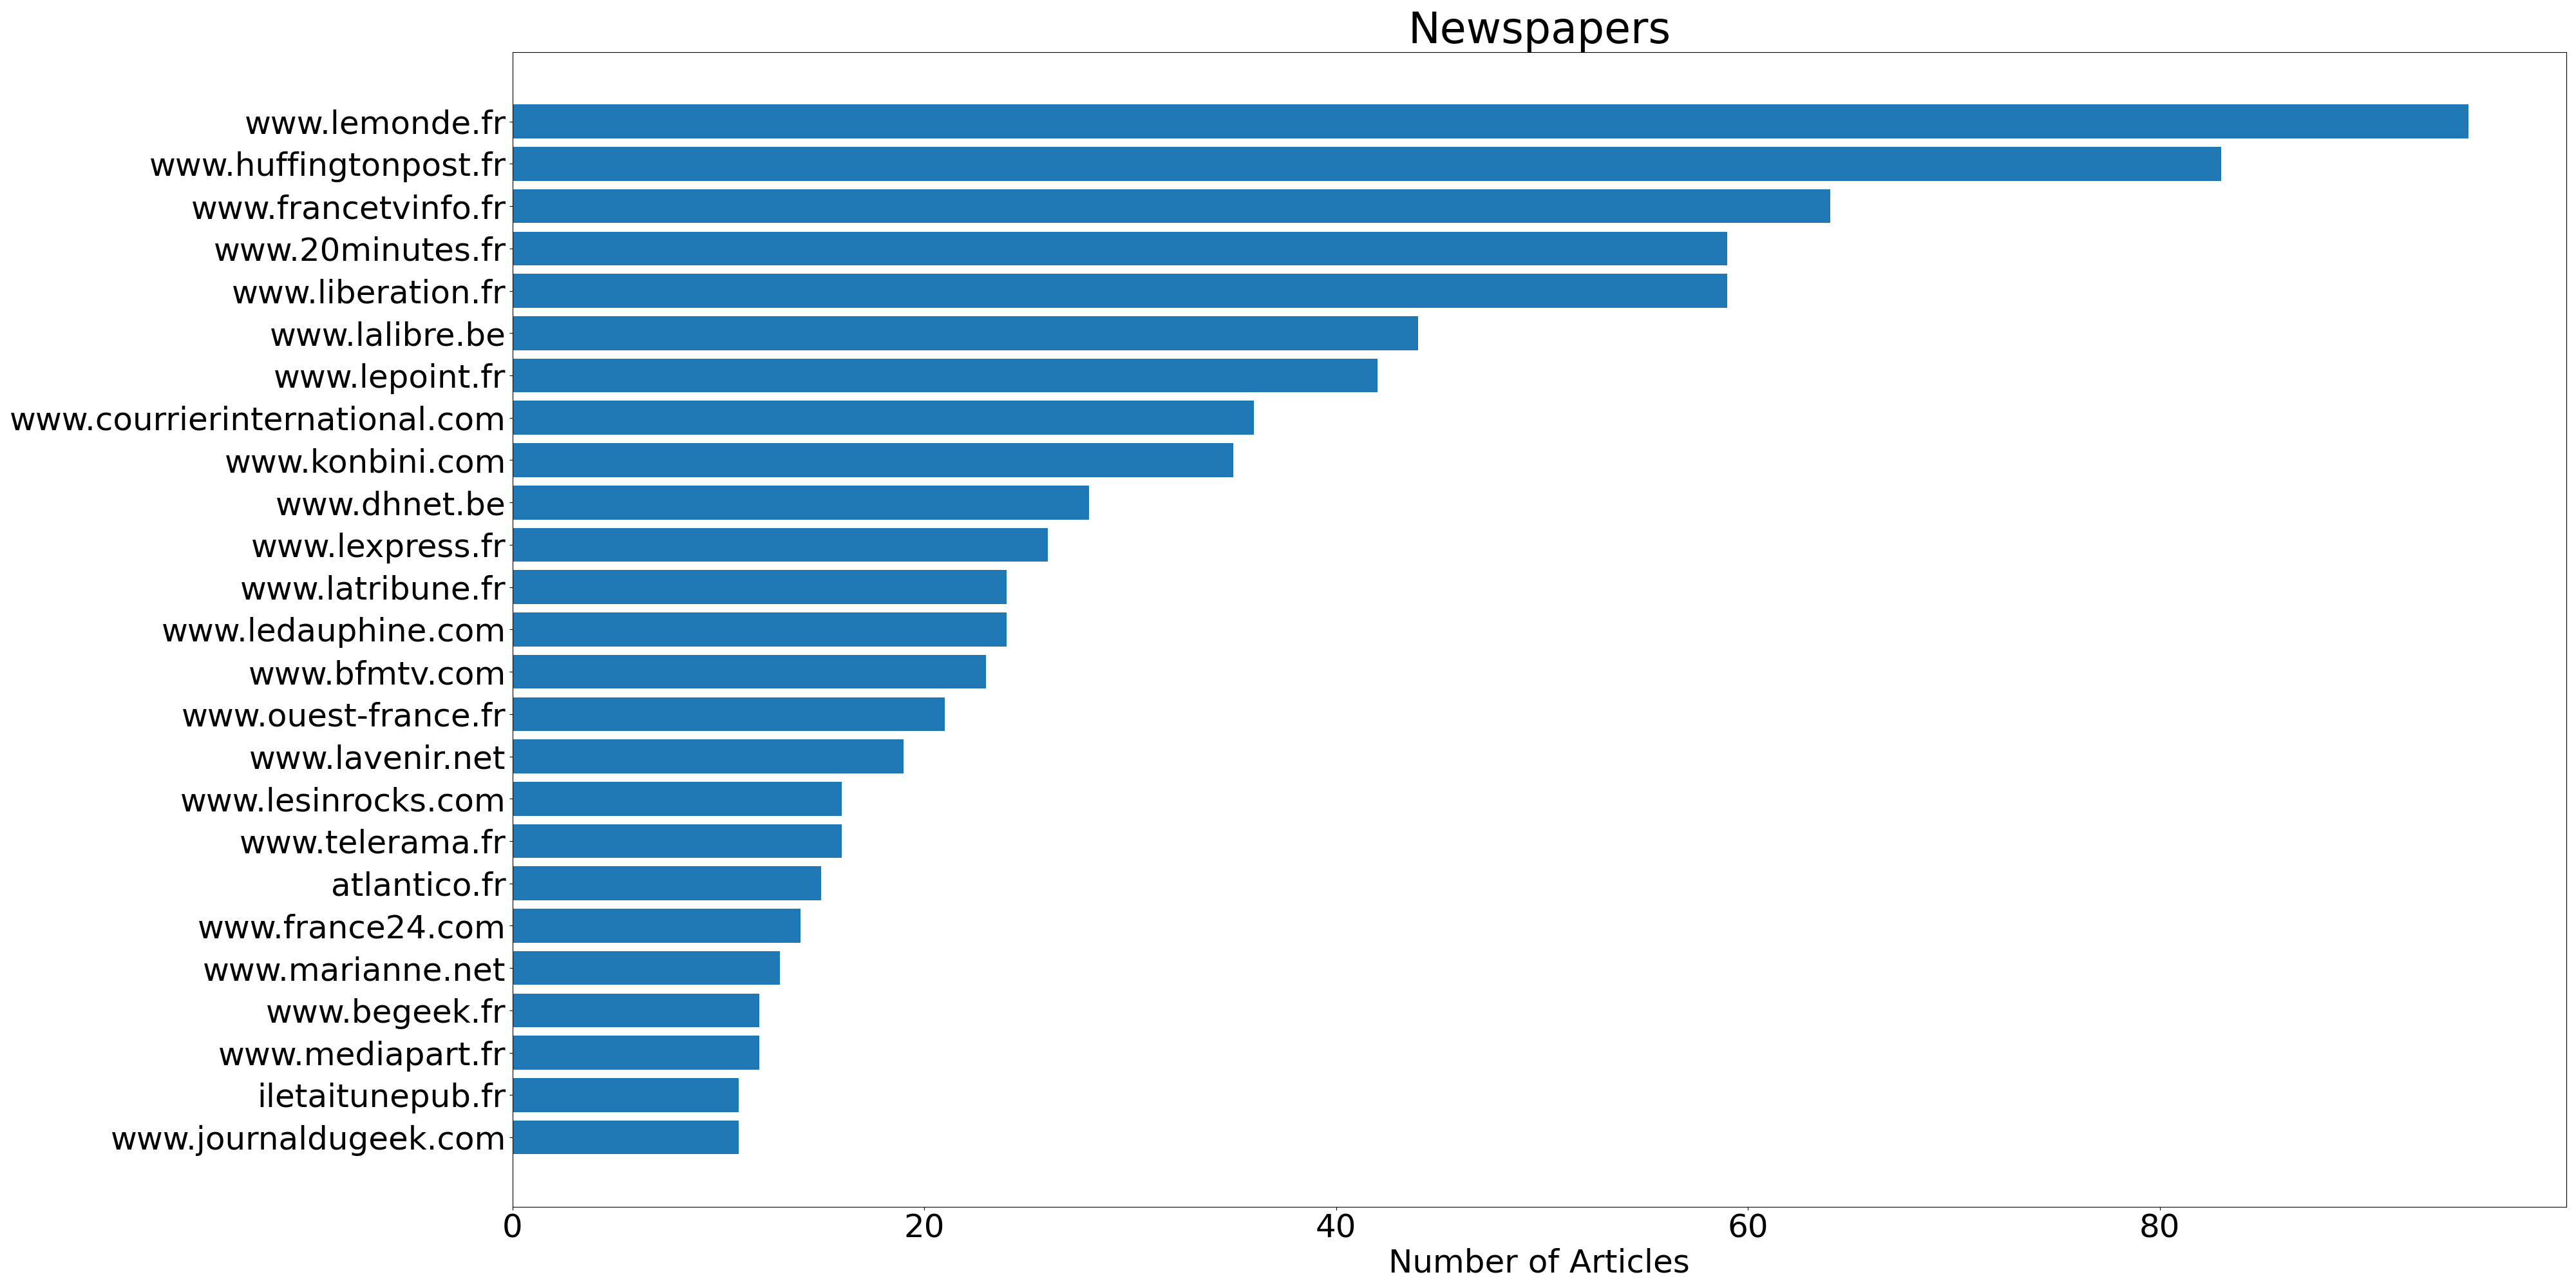 Newspapers
www.lemonde.fr
www.huffingtonpost.fr
www.francetvinfo.fr
www.20minutes.fr
www.liberation.fr
www.lalibre.be
www.lepoint.fr
www.courrierinternational.com
www.konbini.com
www.dhnet.be
www.lexpress.fr
www.latribune.fr
www.ledauphine.com
www.bfmtv.com
www.ouest-france.fr
www.lavenir.net
www.lesinrocks.com
www.telerama.fr
atlantico.fr
www.france24.com
www.marianne.net
www.begeek.fr
www.mediapart.fr
iletaitunepub.fr
www.journaldugeek.com
0 20 40 60 80
Number of Articles